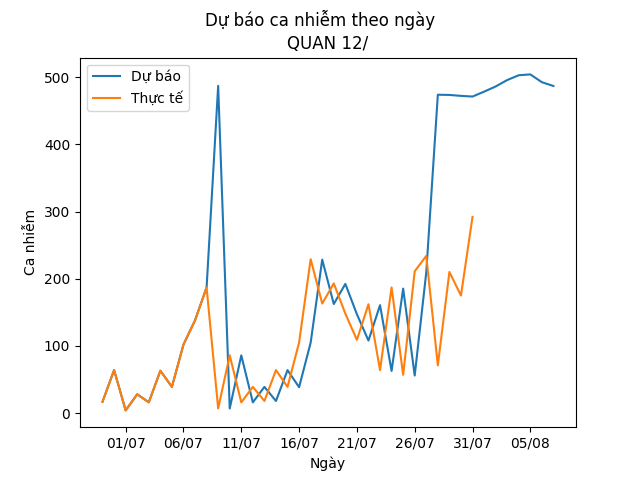 Dự báo ca nhiễm theo ngày
QUAN 12/
Dự báo
Thực tế
Ca nhiễm
500
400
300
200
100
0
01/07 06/07 11/07 16/07 21/07 26/07 31/07 05/08
Ngày